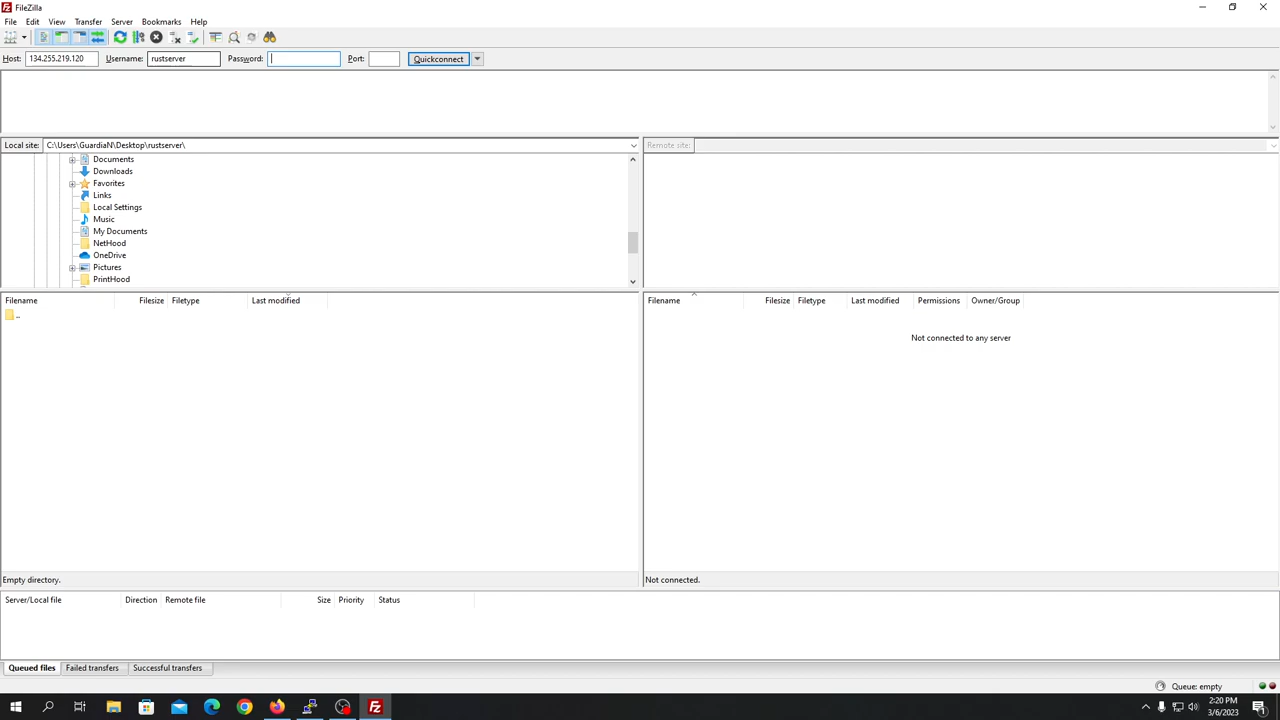 FileZilla
File Edit View Transfer Server Bookmarks Help
Host: 134.255.219.120 Username: rustserver Password: Port: Quickconnect
Local site: C:\Users\GuardiaN\Desktop\rustserver\
Remote site:
Documents
Downloads
Favorites
Links
Local Settings
Music
My Documents
NetHood
OneDrive
Pictures
PrintHood
Filename Filesize Filetype Last modified
..
Empty directory.
Filename Filesize Filetype Last modified Permissions Owner/Group
Not connected to any server
Not connected.
Server/Local file Direction Remote file Size Priority Status
Queued files Failed transfers Successful transfers
Queue: empty
2:20 PM
3/6/2023